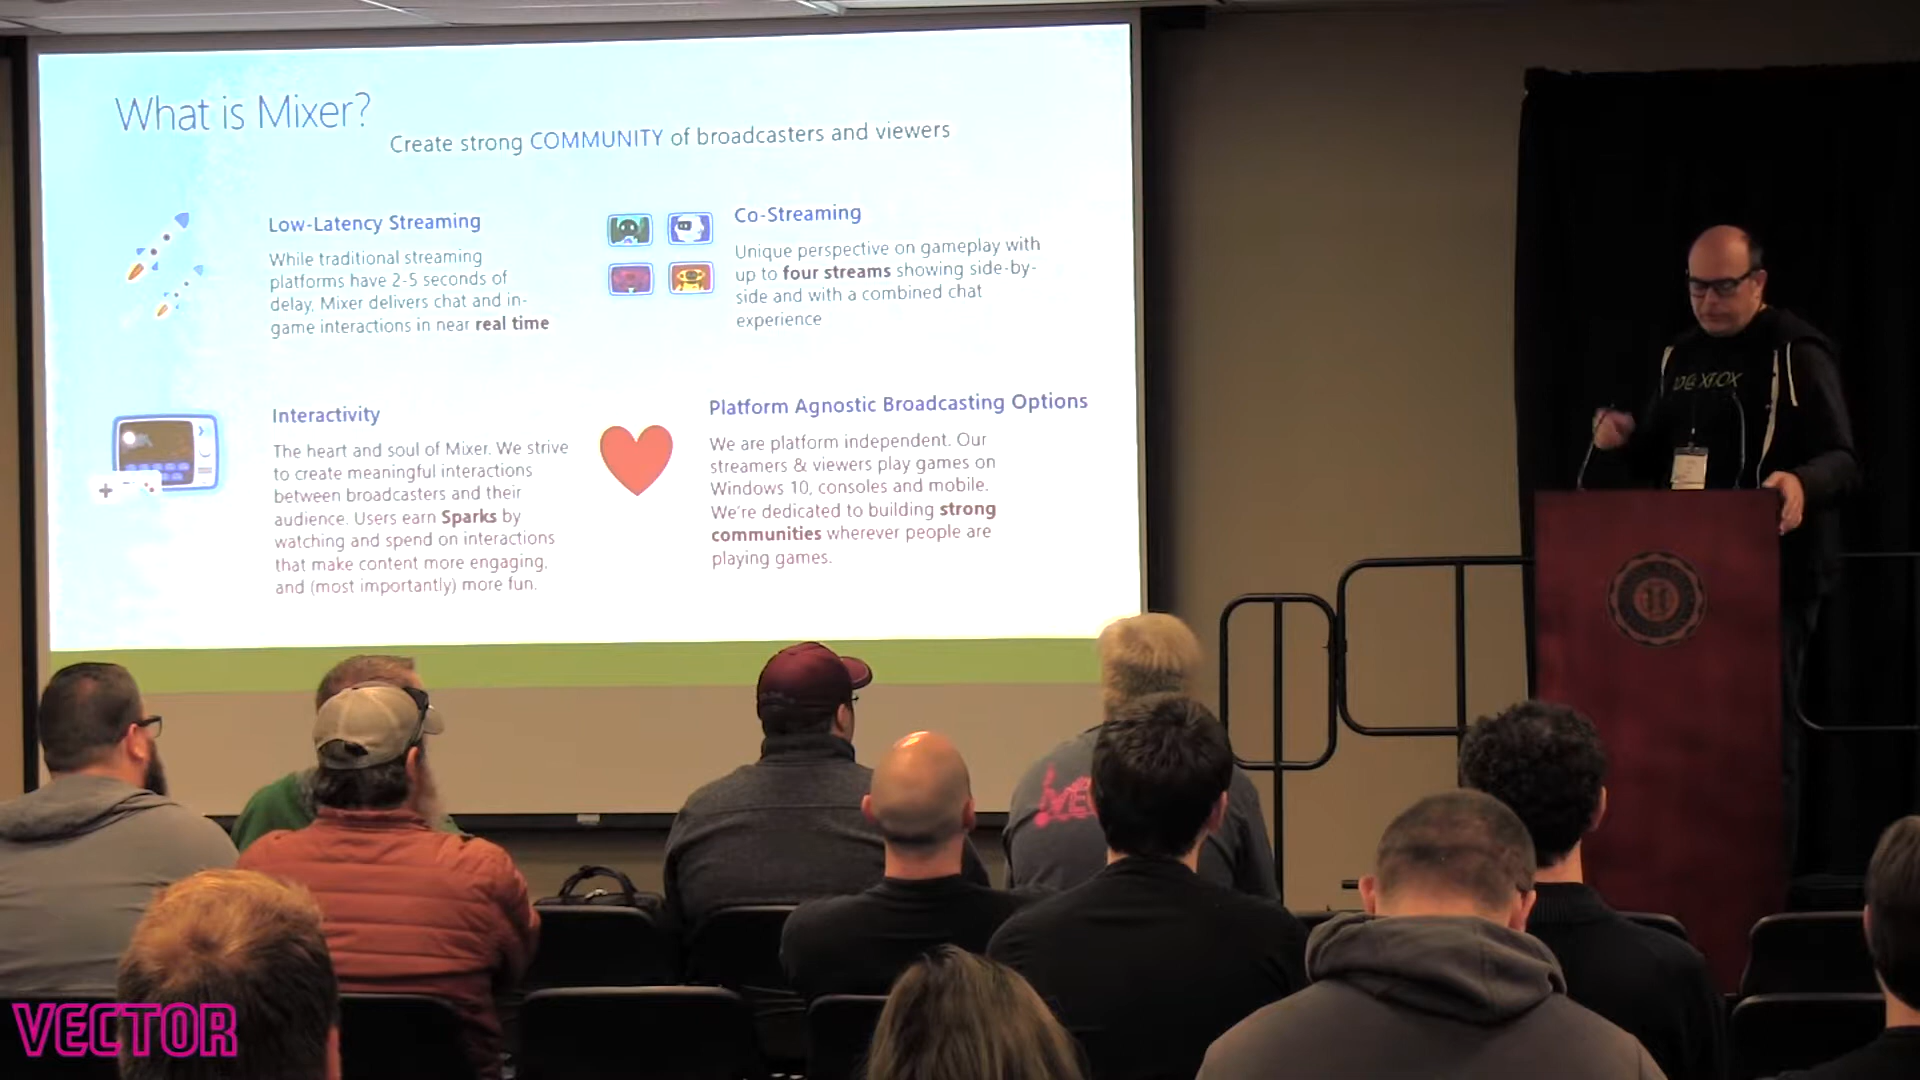 What is Mixer?
Create strong COMMUNITY of broadcasters and viewers
Low-Latency Streaming
While traditional streaming
platforms have 2-5 seconds of
delay, Mixer delivers chat and in-
game interactions in near real time
Co-Streaming
Unique perspective on gameplay with
up to four streams showing side-by-
side and with a combined chat
experience
Interactivity
The heart and soul of Mixer. We strive
to create meaningful interactions
between broadcasters and their
audience. Users earn Sparks by
watching and spend on interactions
that make content more engaging,
and (most importantly) more fun.
Platform Agnostic Broadcasting Options
We are platform independent. Our
streamers & viewers play games on
Windows 10, consoles and mobile.
We're dedicated to building strong
communities wherever people are
playing games.
VECTOR